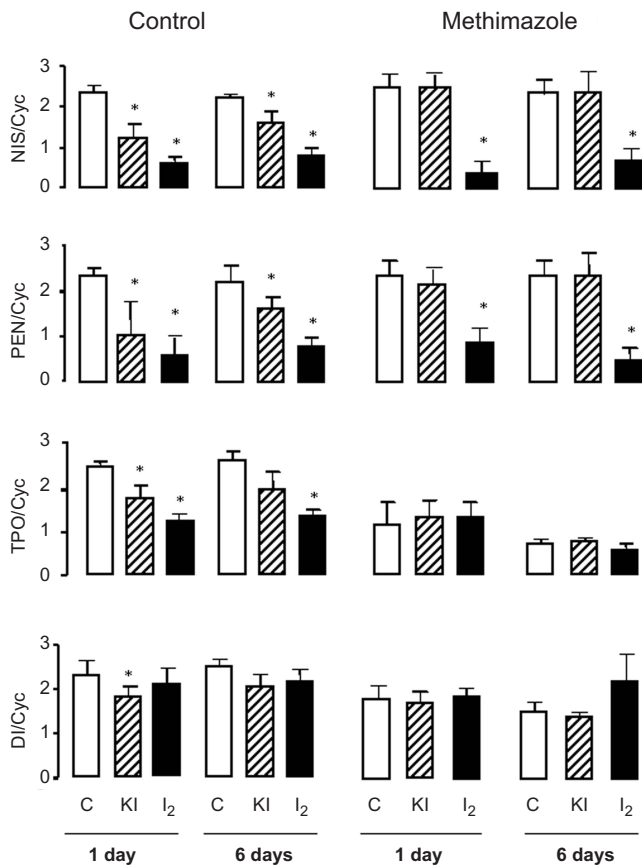 Control Methimazole
3
2
1
0
NIS/Cyc
* * * * * *
3
2
1
0
PEN/Cyc
* * * * * *
3
2
1
0
TPO/Cyc
* * *
3
2
1
0
DI/Cyc
*
C KI I₂ C KI I₂ C KI I₂ C KI I₂
1 day 6 days 1 day 6 days